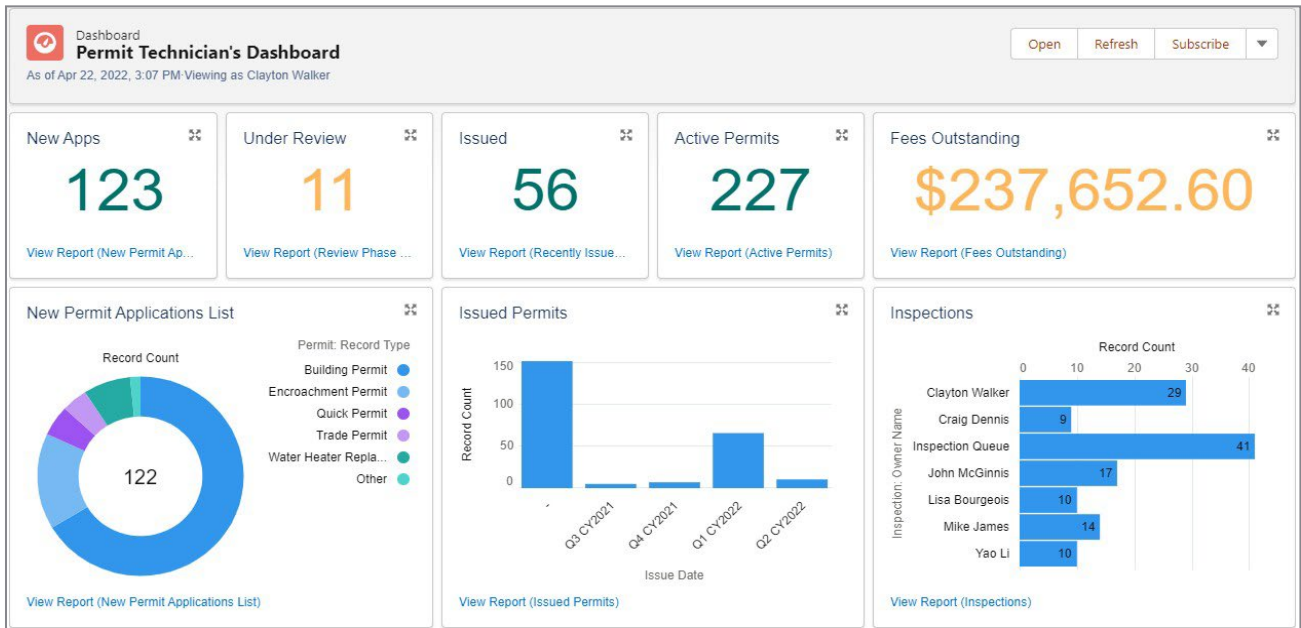 Dashboard
Permit Technician's Dashboard
As of Apr 22, 2022, 3:07 PM·Viewing as Clayton Walker
Open
Refresh
Subscribe
New Apps
123
View Report (New Permit Ap...
Under Review
11
View Report (Review Phase ...
Issued
56
View Report (Recently Issue...
Active Permits
227
View Report (Active Permits)
Fees Outstanding
$237,652.60
View Report (Fees Outstanding)
New Permit Applications List
Record Count
122
Permit: Record Type
Building Permit
Encroachment Permit
Quick Permit
Trade Permit
Water Heater Repla...
Other
View Report (New Permit Applications List)
Issued Permits
Record Count
150
100
50
0
-
Q3 CY2021
Q4 CY2021
Q1 CY2022
Q2 CY2022
Issue Date
View Report (Issued Permits)
Inspections
Record Count
0 10 20 30 40
Inspection: Owner Name
Clayton Walker 29
Craig Dennis 9
Inspection Queue 41
John McGinnis 17
Lisa Bourgeois 10
Mike James 14
Yao Li 10
View Report (Inspections)